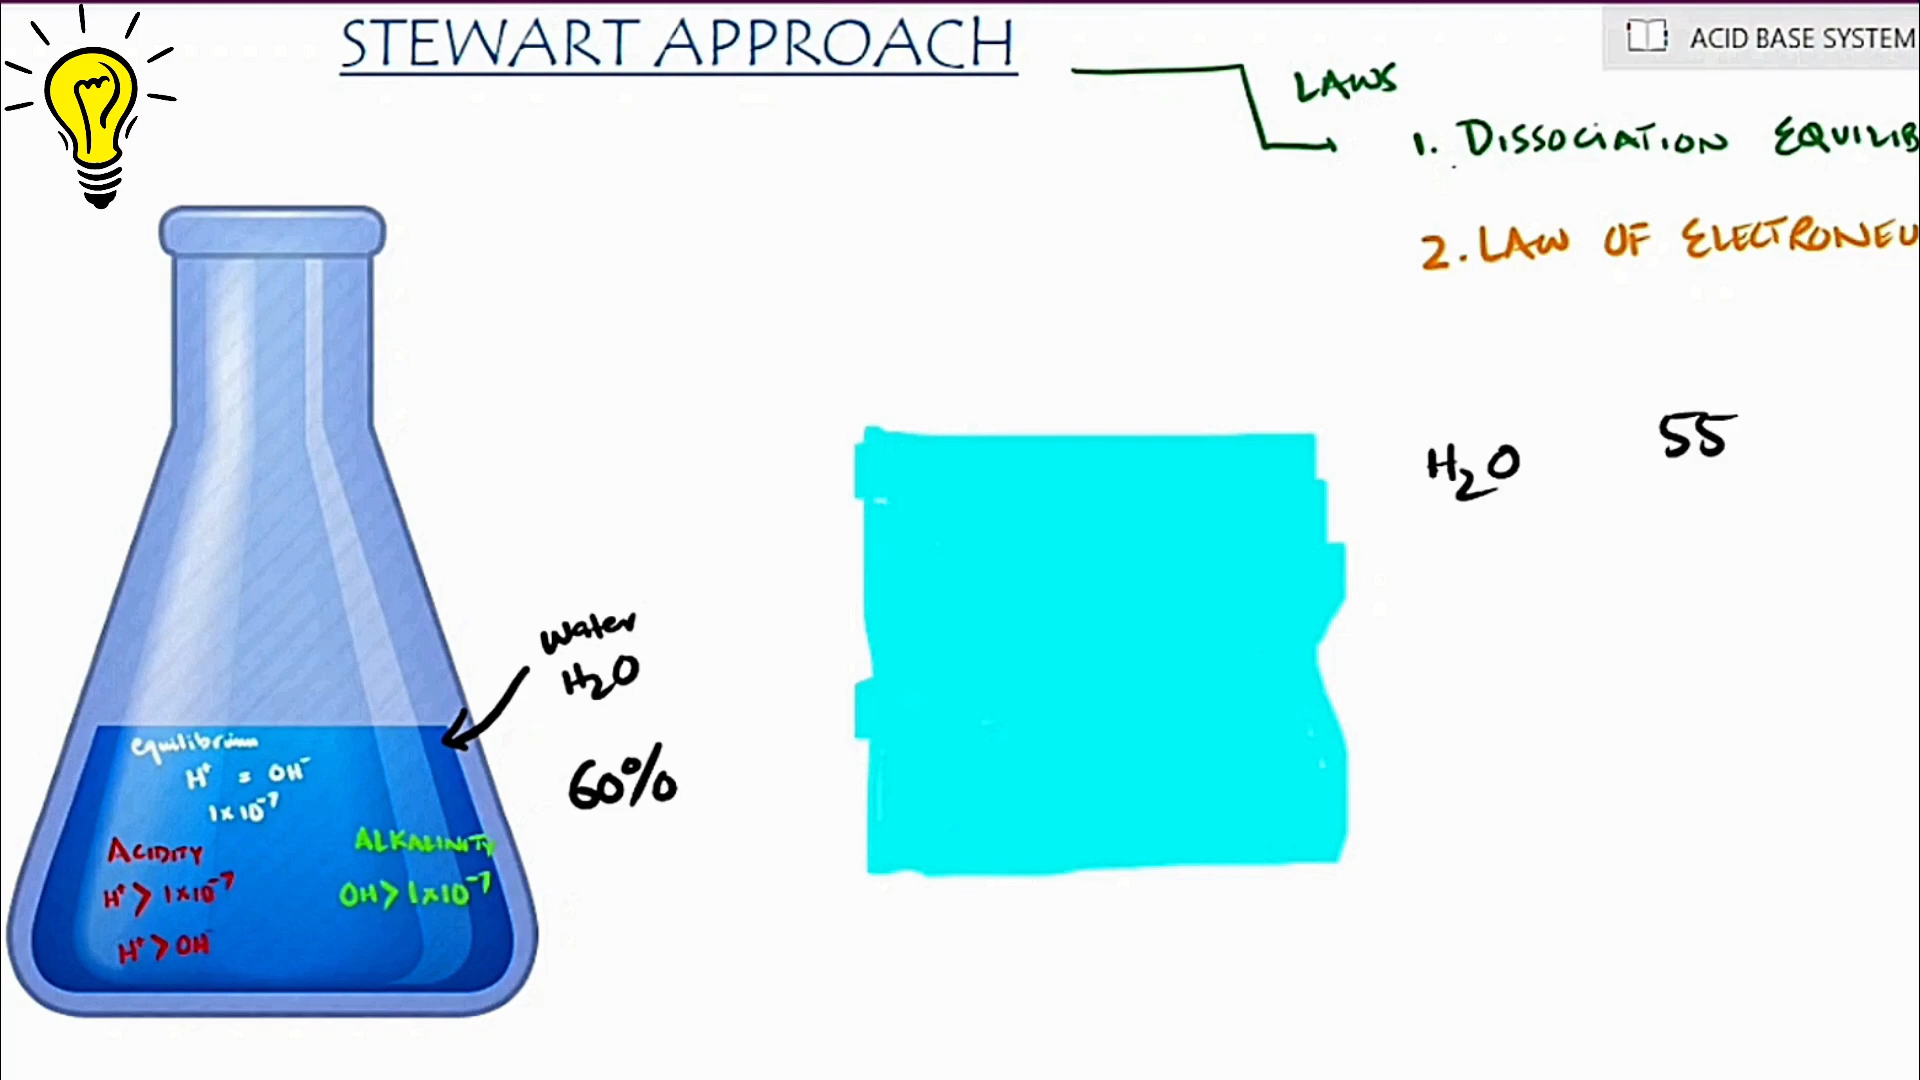 STEWART APPROACH
ACID BASE SYSTEM
LAWS
1. DISSOCIATION EQUILIB
2. LAW OF ELECTRONEU
H2O 55
Water
H2O
60%
equilibrium
H+ = OH-
1x10-7
ACIDITY
H+ > 1x10-7
H+ > OH-
ALKALINITY
OH > 1x10-7